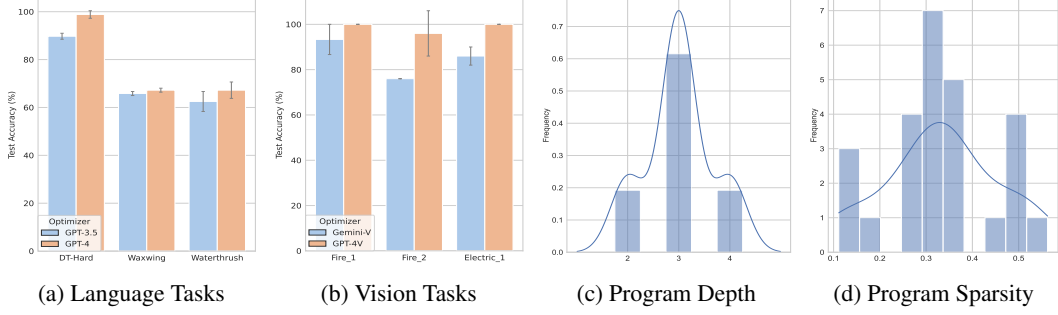 Test Accuracy (%)
100
80
60
40
20
0
Optimizer
GPT-3.5
GPT-4
DT-Hard Waxwing Waterthrush
(a) Language Tasks
Test Accuracy (%)
100
80
60
40
20
0
Optimizer
Gemini-V
GPT-4V
Fire_1 Fire_2 Electric_1
(b) Vision Tasks
Frequency
0.7
0.6
0.5
0.4
0.3
0.2
0.1
0.0
2 3 4
(c) Program Depth
Frequency
7
6
5
4
3
2
1
0
0.1 0.2 0.3 0.4 0.5
(d) Program Sparsity